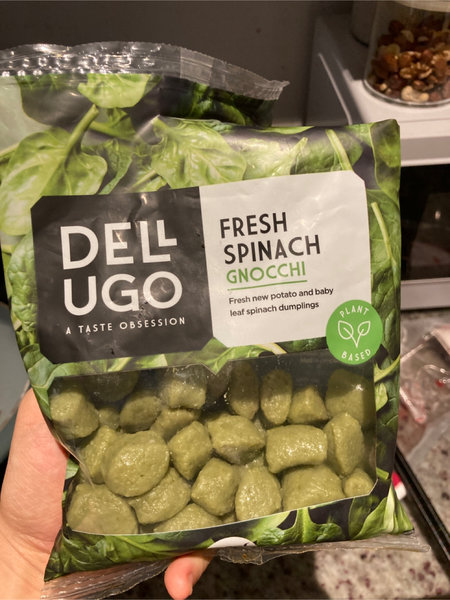 DELL
UGO
A TASTE OBSESSION
FRESH
SPINACH
GNOCCHI
Fresh new potato and baby
leaf spinach dumplings
PLANT
BASED